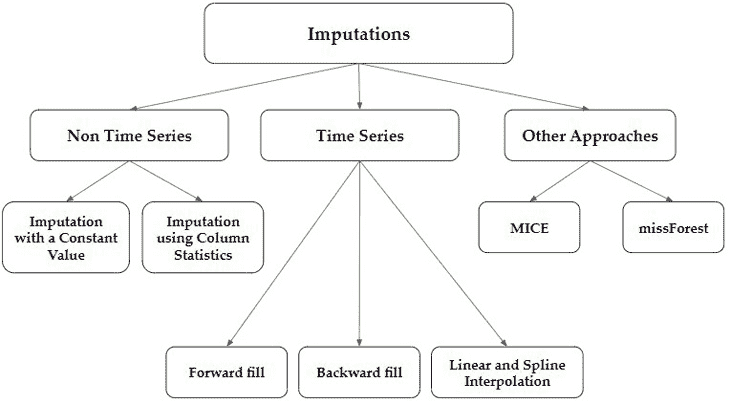 Imputations
Non Time Series
Time Series
Other Approaches
Imputation
with a Constant
Value
Imputation
using Column
Statistics
MICE
missForest
Forward fill
Backward fill
Linear and Spline
Interpolation